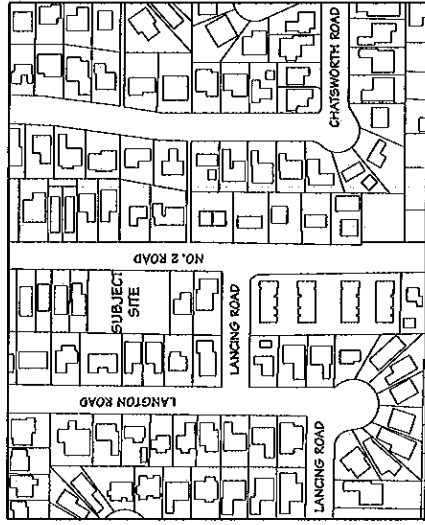 CHATSWORTH ROAD
NO. 2 ROAD
SUBJECT
SITE
LANCING ROAD
LANGTON ROAD
LANCING ROAD